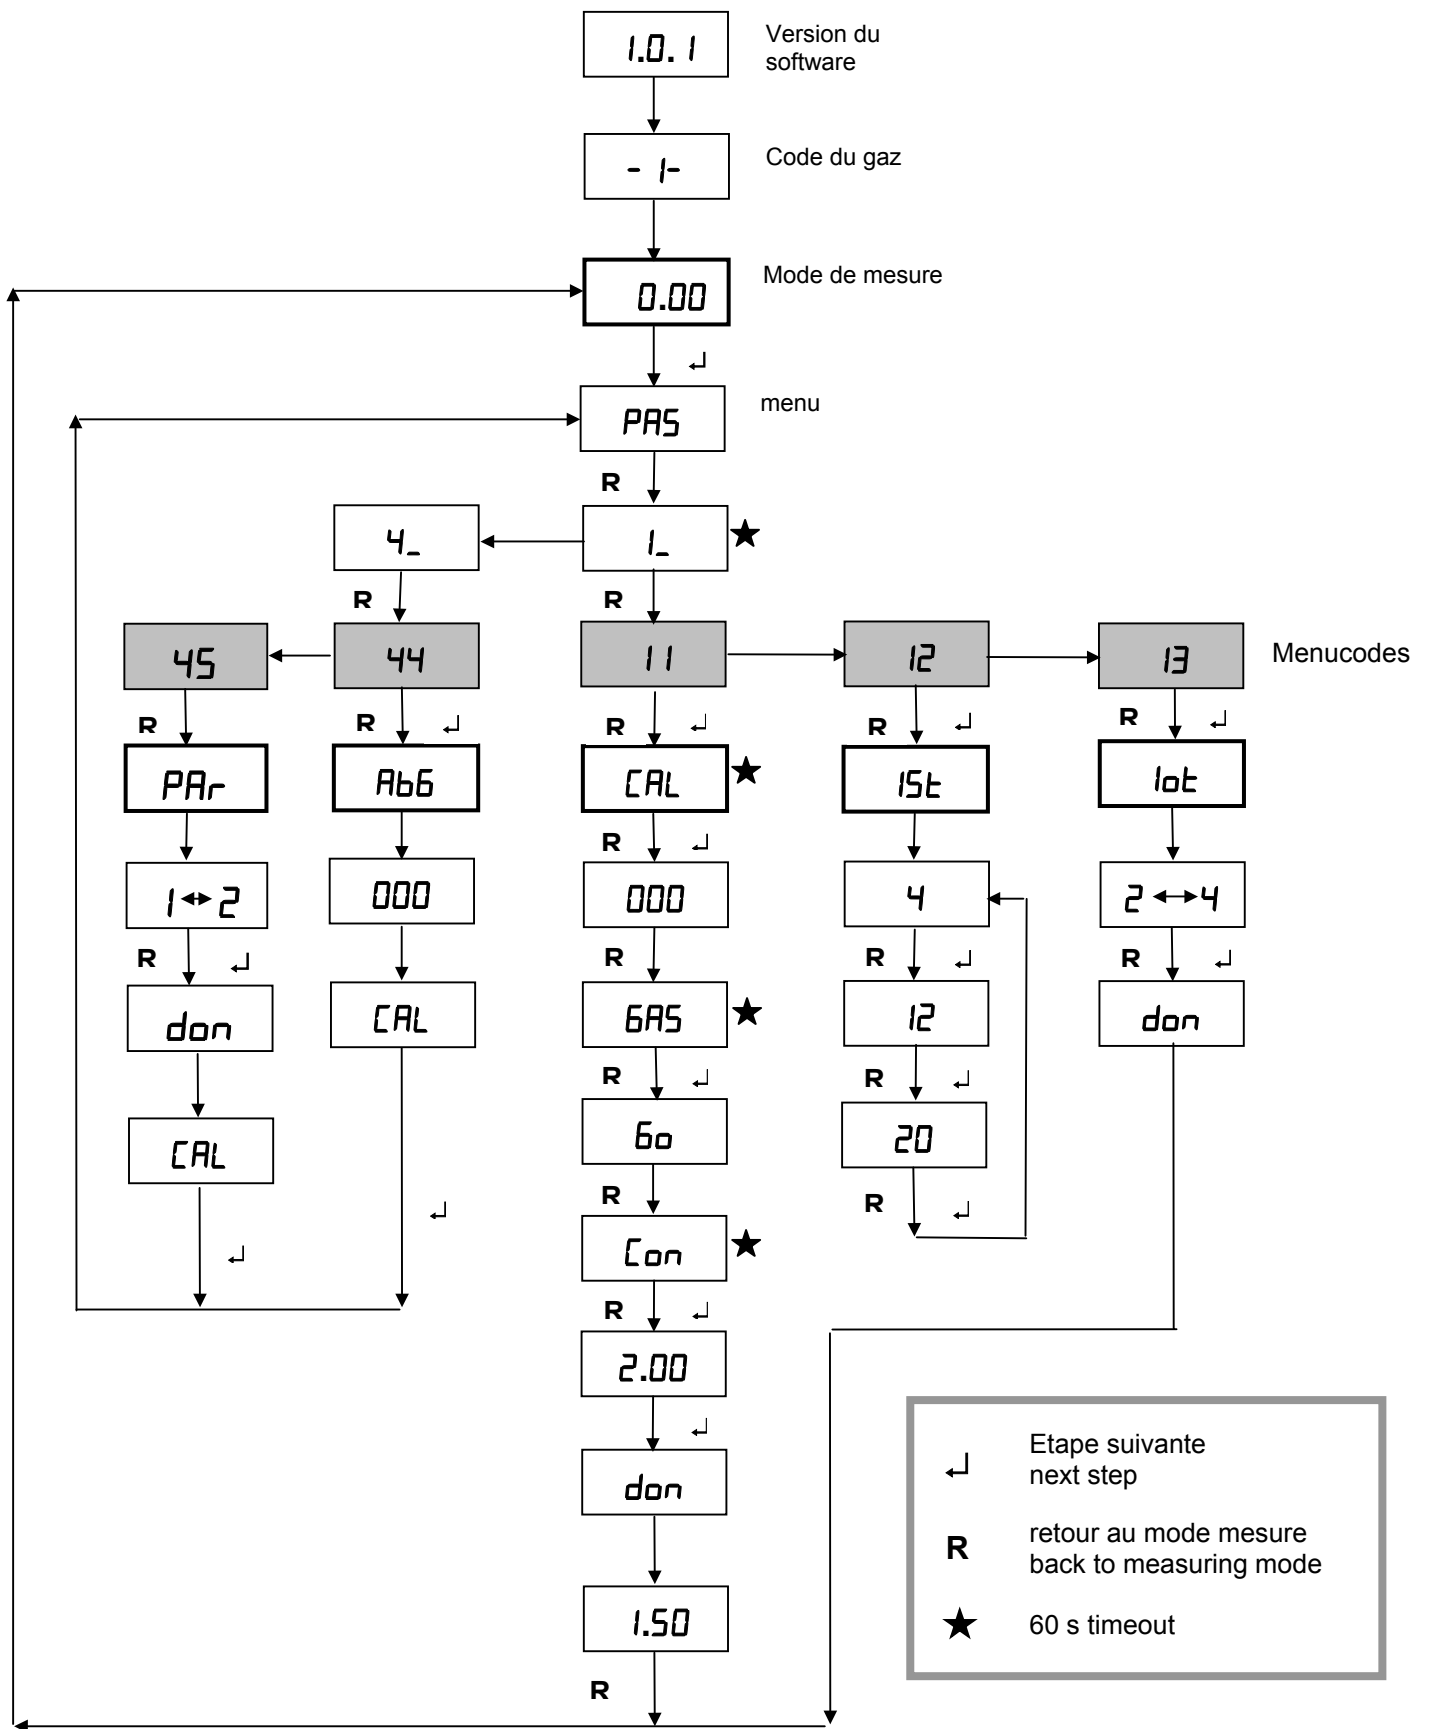 1.0.1
Version du
software
- 1-
Code du gaz
0.00
Mode de mesure
↵
PAS
menu
R
4_
1_
★
R
R
45
44
11
12
13
Menucodes
R
R ↵
R ↵
R ↵
R ↵
PAr
Ab6
CAL
★
1St
1ot
R ↵
1 ↔ 2
000
000
4
2 ↔ 4
R ↵
R
R ↵
R ↵
don
CAL
GAS
★
12
don
R ↵
R ↵
CAL
Go
20
R
R ↵
↵
Con
★
↵
R ↵
2.00
↵
don
1.50
R
↵
Etape suivante
next step
R
retour au mode mesure
back to measuring mode
★
60 s timeout